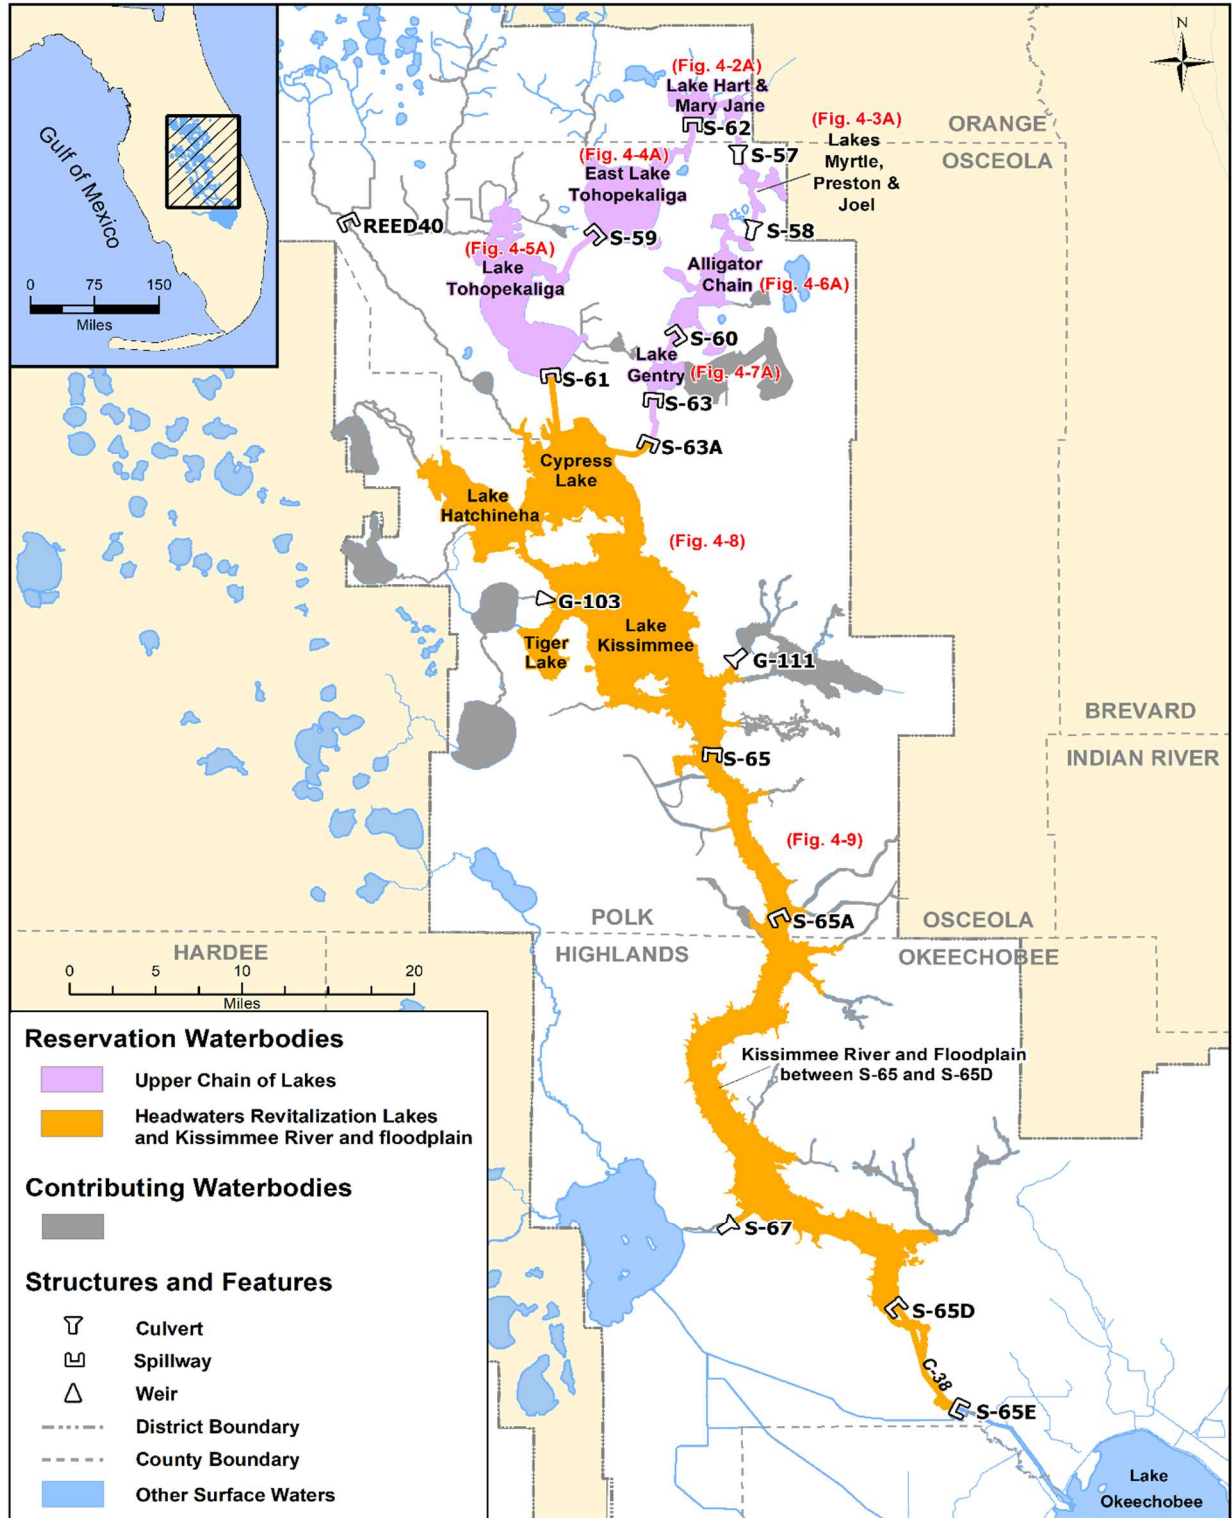 N
Gulf of Mexico
0 75 150
Miles
(Fig. 4-2A)
Lake Hart &
Mary Jane
S-62
(Fig. 4-3A)
Lakes
Myrtle,
Preston &
Joel
ORANGE
OSCEOLA
S-57
(Fig. 4-4A)
East Lake
Tohopekaliga
REED40
S-59
S-58
(Fig. 4-5A)
Lake
Tohopekaliga
Alligator
Chain
(Fig. 4-6A)
S-60
Lake
Gentry
(Fig. 4-7A)
S-61
S-63
S-63A
Cypress
Lake
Lake
Hatchineha
(Fig. 4-8)
G-103
Lake
Kissimmee
Tiger
Lake
G-111
BREVARD
INDIAN RIVER
S-65
(Fig. 4-9)
S-65A
POLK
OSCEOLA
HARDEE
HIGHLANDS
OKEECHOBEE
0 5 10 20
Miles
Kissimmee River and Floodplain
between S-65 and S-65D
S-67
S-65D
C-38
S-65E
Lake
Okeechobee
Reservation Waterbodies
Upper Chain of Lakes
Headwaters Revitalization Lakes
and Kissimmee River and floodplain
Contributing Waterbodies
Structures and Features
Culvert
Spillway
Weir
District Boundary
County Boundary
Other Surface Waters